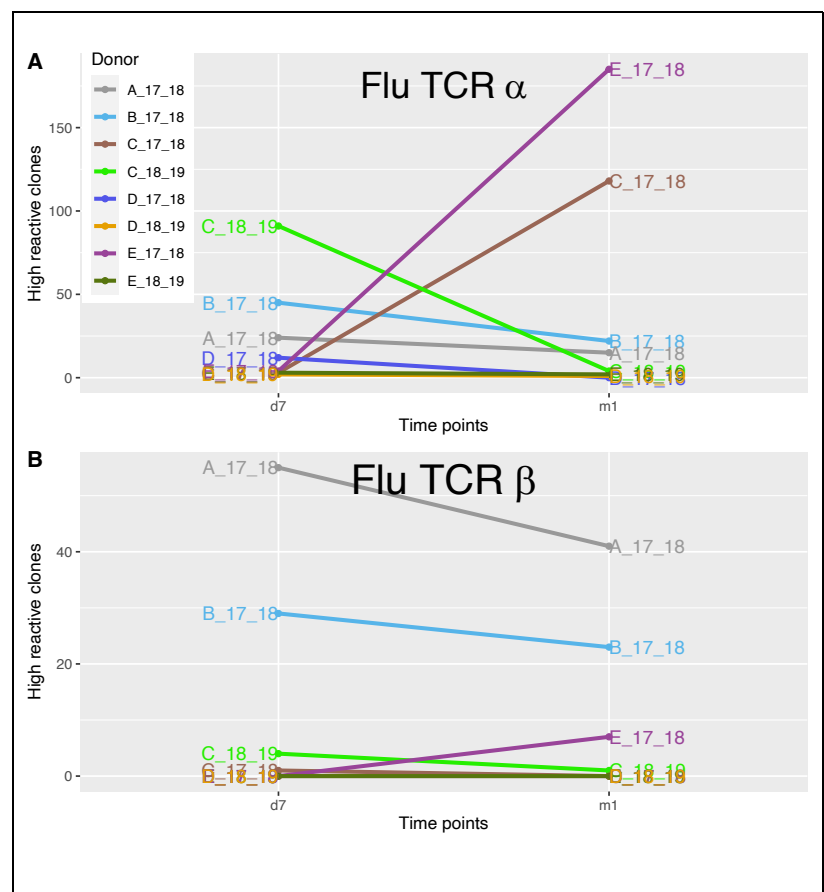 A
Donor
A_17_18
B_17_18
C_17_18
C_18_19
D_17_18
D_18_19
E_17_18
E_18_19
Flu TCR α
High reactive clones
150
100
50
0
C_18_19
B_17_18
A_17_18
D_17_18
E_17_18
C_17_18
B_17_18
A_17_18
d7
m1
Time points
B
Flu TCR β
High reactive clones
40
20
0
A_17_18
B_17_18
C_18_19
A_17_18
B_17_18
E_17_18
C_18_19
d7
m1
Time points